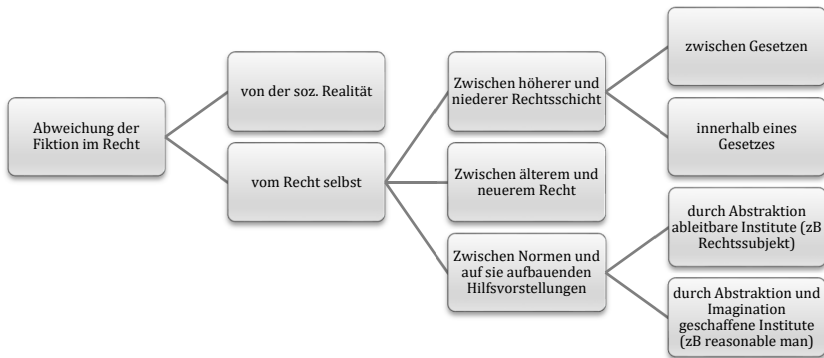 Abweichung der
Fiktion im Recht
von der soz. Realität
vom Recht selbst
Zwischen höherer und
niederer Rechtsschicht
Zwischen älterem und
neuerem Recht
Zwischen Normen und
auf sie aufbauenden
Hilfsvorstellungen
zwischen Gesetzen
innerhalb eines
Gesetzes
durch Abstraktion
ableitbare Institute (zB
Rechtssubjekt)
durch Abstraktion und
Imagination
geschaffene Institute
(zB reasonable man)